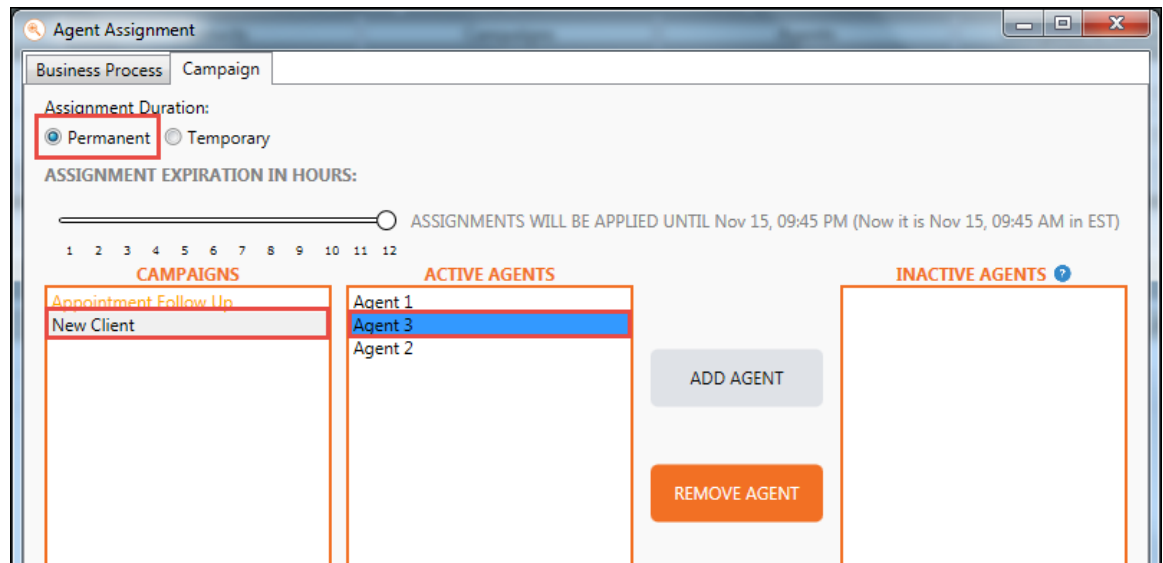 Agent Assignment
Business Process Campaign
Assignment Duration:
Permanent Temporary
ASSIGNMENT EXPIRATION IN HOURS:
ASSIGNMENTS WILL BE APPLIED UNTIL Nov 15, 09:45 PM (Now it is Nov 15, 09:45 AM in EST)
1 2 3 4 5 6 7 8 9 10 11 12
CAMPAIGNS ACTIVE AGENTS INACTIVE AGENTS ?
Appointment Follow Up Agent 1
New Client Agent 3
Agent 2
ADD AGENT
REMOVE AGENT